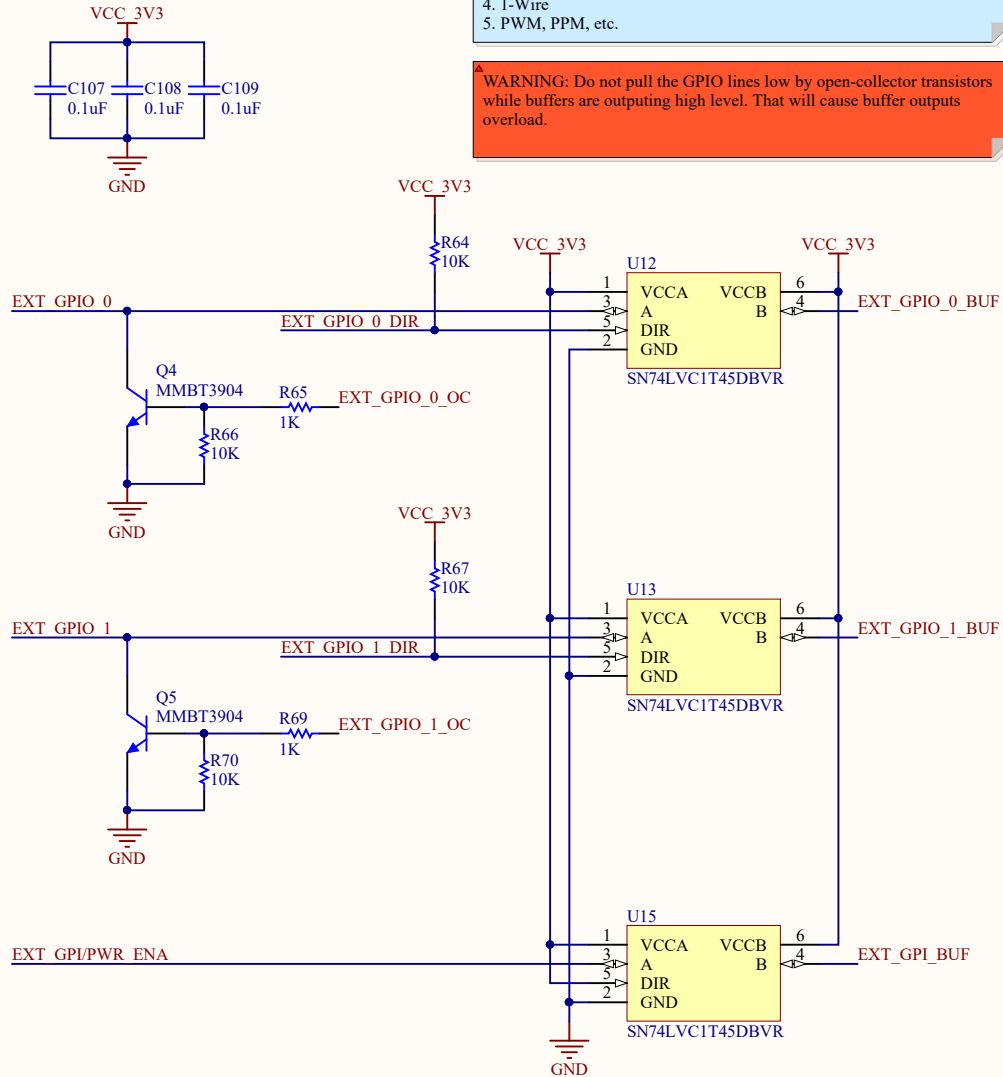 4. 1-Wire
5. PWM, PPM, etc.
WARNING: Do not pull the GPIO lines low by open-collector transistors
while buffers are outputing high level. That will cause buffer outputs
overload.
VCC_3V3
C107
0.1uF
C108
0.1uF
C109
0.1uF
GND
VCC_3V3
R64
10K
VCC_3V3
VCC_3V3
EXT_GPIO_0
EXT_GPIO_0_DIR
U12
1
3
5
2
VCCA
A
DIR
GND
VCCB
B
6
4
SN74LVC1T45DBVR
EXT_GPIO_0_BUF
Q4
MMBT3904
R65
1K
EXT_GPIO_0_OC
R66
10K
GND
VCC_3V3
R67
10K
EXT_GPIO_1
EXT_GPIO_1_DIR
U13
1
3
5
2
VCCA
A
DIR
GND
VCCB
B
6
4
SN74LVC1T45DBVR
EXT_GPIO_1_BUF
Q5
MMBT3904
R69
1K
EXT_GPIO_1_OC
R70
10K
GND
EXT_GPI/PWR_ENA
U15
1
3
5
2
VCCA
A
DIR
GND
VCCB
B
6
4
SN74LVC1T45DBVR
EXT_GPI_BUF
GND